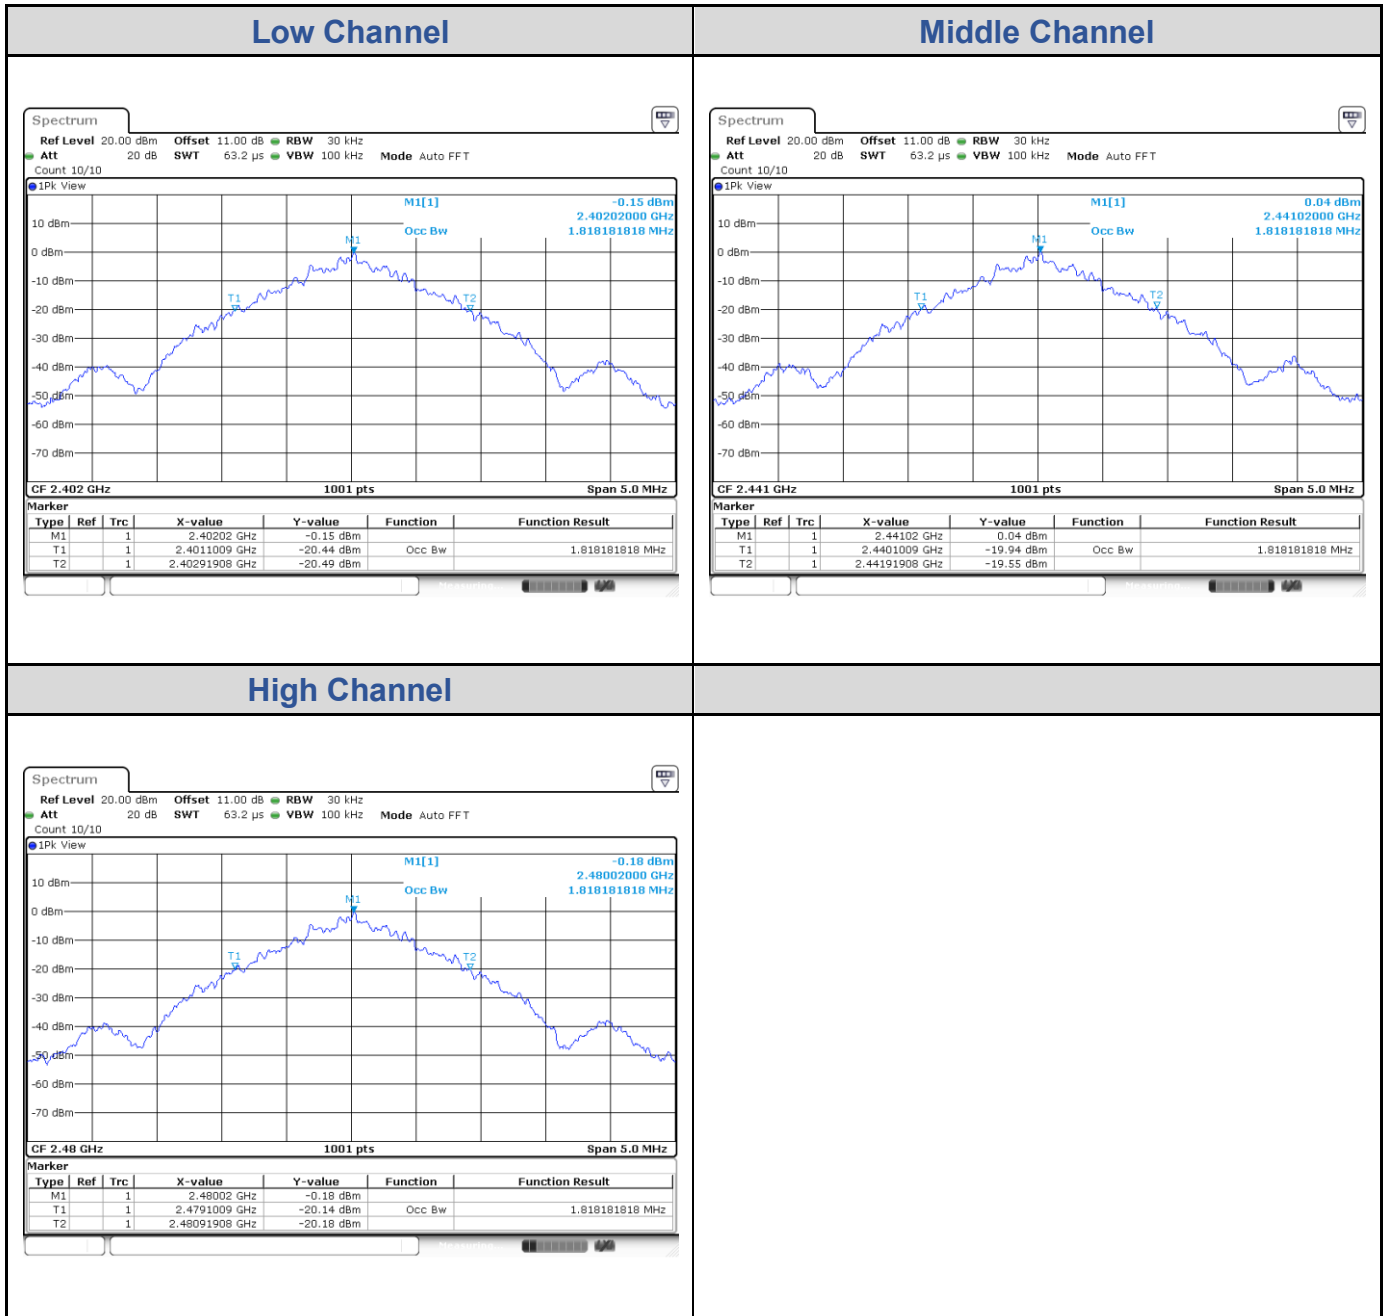 Low Channel
Middle Channel
Spectrum
Ref Level 20.00 dBm Offset 11.00 dB RBW 30 kHz
Att 20 dB SWT 63.2 µs VBW 100 kHz Mode Auto FFT
Count 10/10
1Pk View
M1[1] -0.15 dBm
2.40202000 GHz
Occ Bw 1.818181818 MHz
10 dBm
M1
0 dBm
-10 dBm
T1 T2
-20 dBm
-30 dBm
-40 dBm
-50 dBm
-60 dBm
-70 dBm
CF 2.402 GHz 1001 pts Span 5.0 MHz
Marker
Type Ref Trc X-value Y-value Function Function Result
M1 1 2.40202 GHz -0.15 dBm
T1 1 2.4011009 GHz -20.44 dBm Occ Bw 1.818181818 MHz
T2 1 2.40291908 GHz -20.49 dBm
Spectrum
Ref Level 20.00 dBm Offset 11.00 dB RBW 30 kHz
Att 20 dB SWT 63.2 µs VBW 100 kHz Mode Auto FFT
Count 10/10
1Pk View
M1[1] 0.04 dBm
2.44102000 GHz
Occ Bw 1.818181818 MHz
10 dBm
M1
0 dBm
-10 dBm
T1 T2
-20 dBm
-30 dBm
-40 dBm
-50 dBm
-60 dBm
-70 dBm
CF 2.441 GHz 1001 pts Span 5.0 MHz
Marker
Type Ref Trc X-value Y-value Function Function Result
M1 1 2.44102 GHz 0.04 dBm
T1 1 2.4401009 GHz -19.94 dBm Occ Bw 1.818181818 MHz
T2 1 2.44191908 GHz -19.55 dBm
High Channel
Spectrum
Ref Level 20.00 dBm Offset 11.00 dB RBW 30 kHz
Att 20 dB SWT 63.2 µs VBW 100 kHz Mode Auto FFT
Count 10/10
1Pk View
M1[1] -0.18 dBm
2.48002000 GHz
Occ Bw 1.818181818 MHz
10 dBm
M1
0 dBm
-10 dBm
T1 T2
-20 dBm
-30 dBm
-40 dBm
-50 dBm
-60 dBm
-70 dBm
CF 2.48 GHz 1001 pts Span 5.0 MHz
Marker
Type Ref Trc X-value Y-value Function Function Result
M1 1 2.48002 GHz -0.18 dBm
T1 1 2.4791009 GHz -20.14 dBm Occ Bw 1.818181818 MHz
T2 1 2.48091908 GHz -20.18 dBm